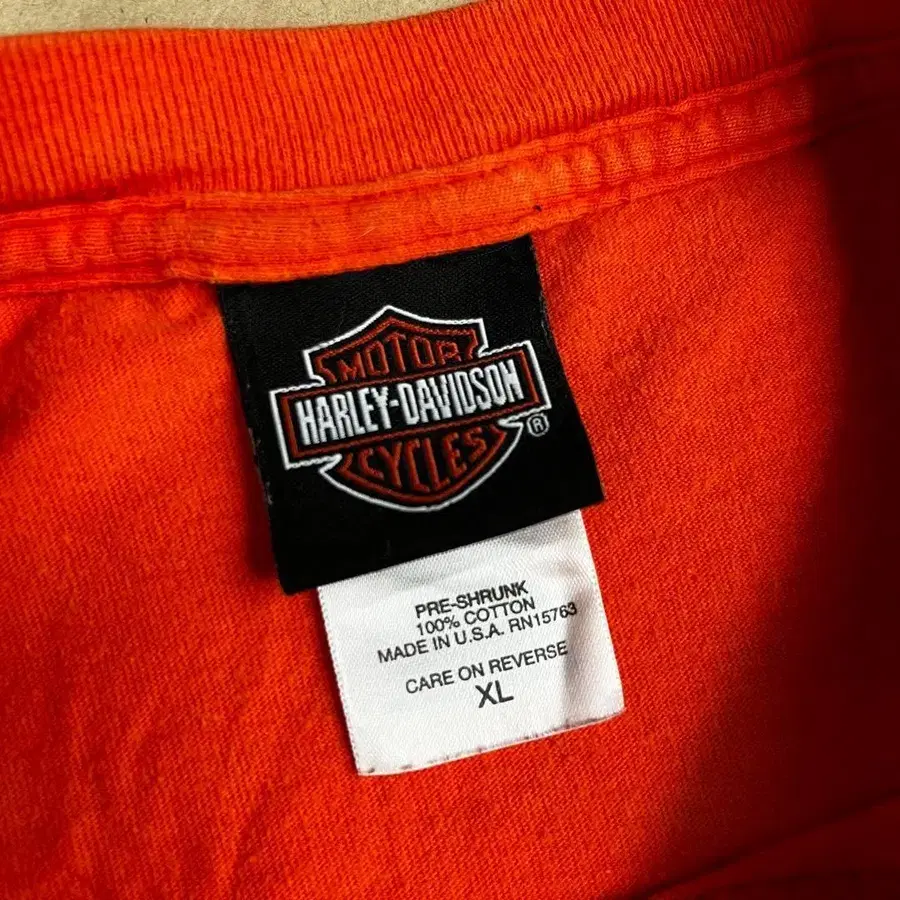 MOTOR
HARLEY-DAVIDSON
CYCLES
®
PRE-SHRUNK
100% COTTON
MADE IN U.S.A. RN15763
CARE ON REVERSE
XL